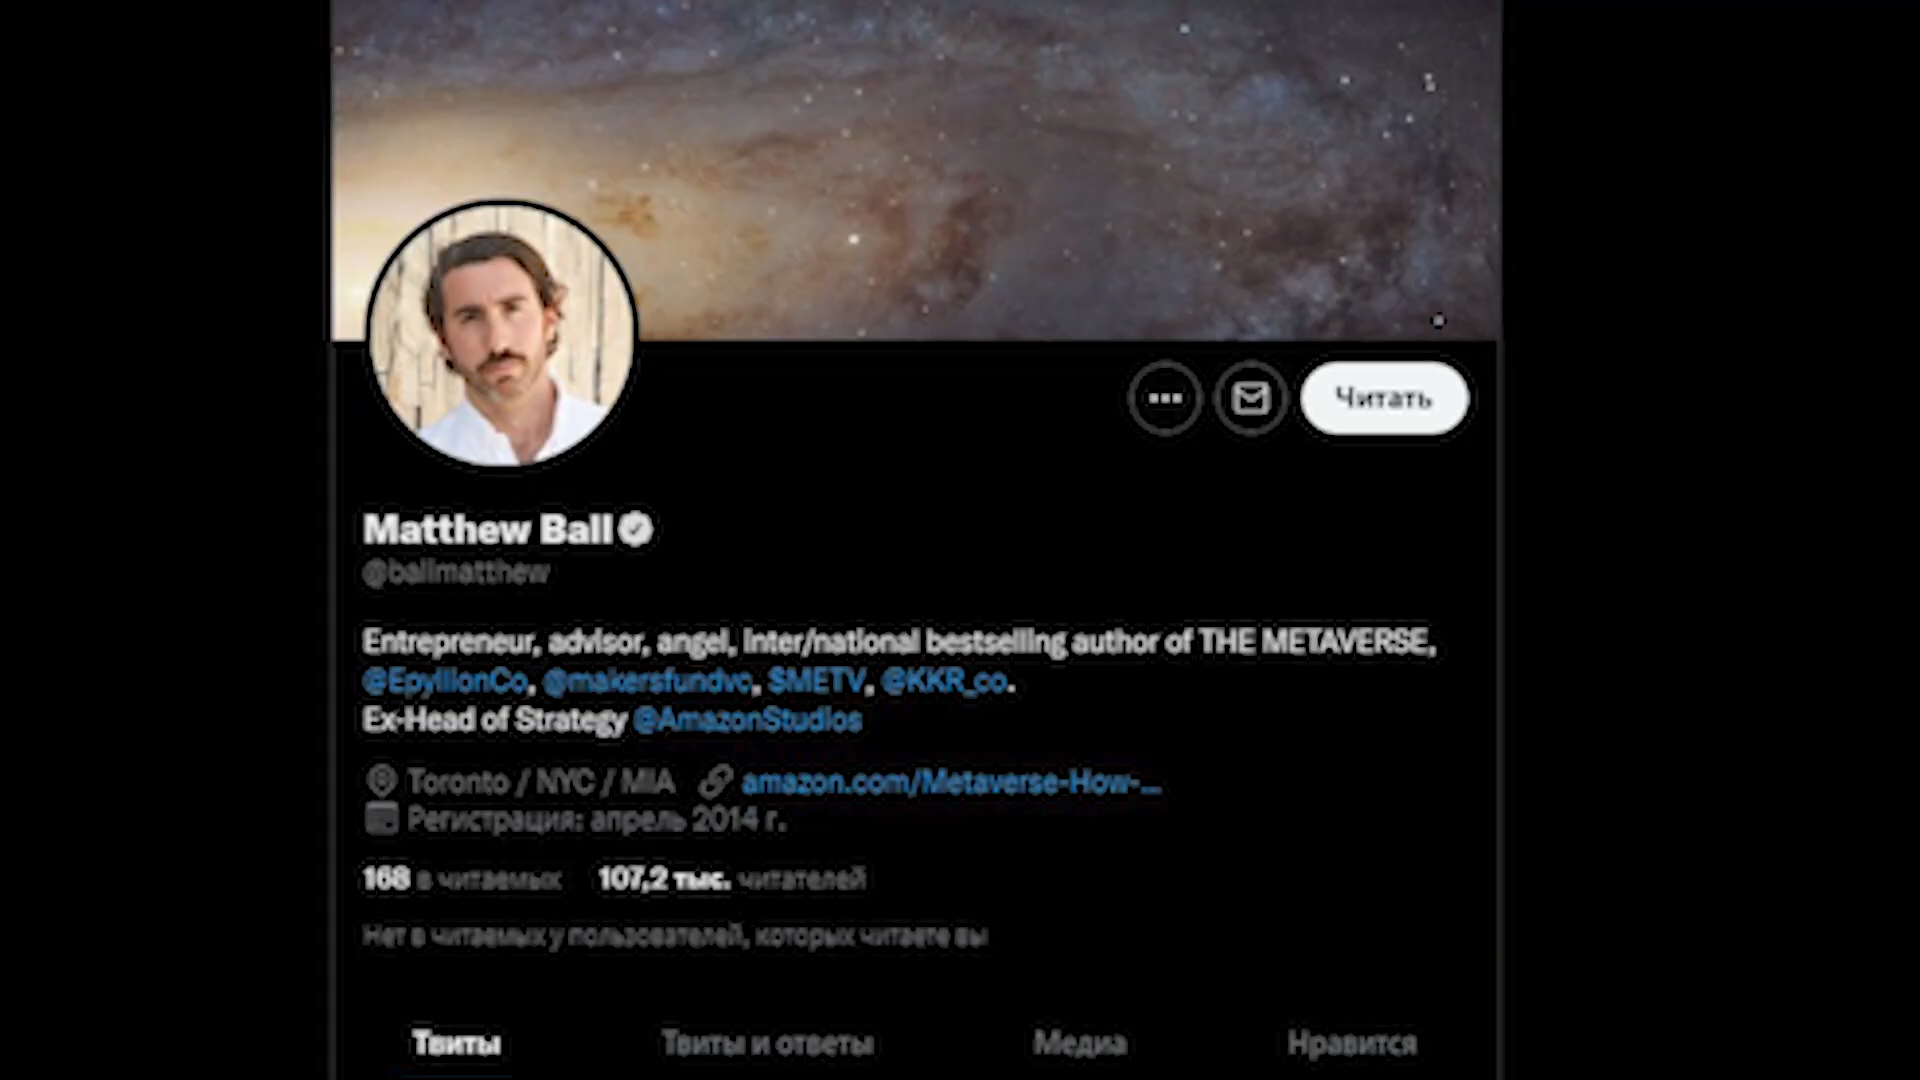 Читать
Matthew Ball
@ballmatthew
Entrepreneur, advisor, angel, inter/national bestselling author of THE METAVERSE,
@EpyllionCo, @makersfundvc, $METV, @KKR_co.
Ex-Head of Strategy @AmazonStudios
Toronto / NYC / MIA amazon.com/Metaverse-How-...
Регистрация: апрель 2014 г.
168 в читаемых 107,2 тыс. читателей
Нет в читаемых у пользователей, которых читаете вы
Твиты Твиты и ответы Медиа Нравится